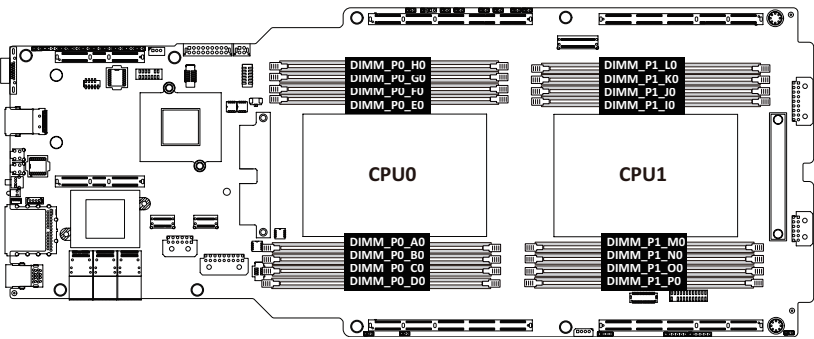 DIMM_P0_H0
DIMM_P0_G0
DIMM_P0_F0
DIMM_P0_E0
DIMM_P1_L0
DIMM_P1_K0
DIMM_P1_J0
DIMM_P1_I0
CPU0
CPU1
DIMM_P0_A0
DIMM_P0_B0
DIMM_P0_C0
DIMM_P0_D0
DIMM_P1_M0
DIMM_P1_N0
DIMM_P1_O0
DIMM_P1_P0